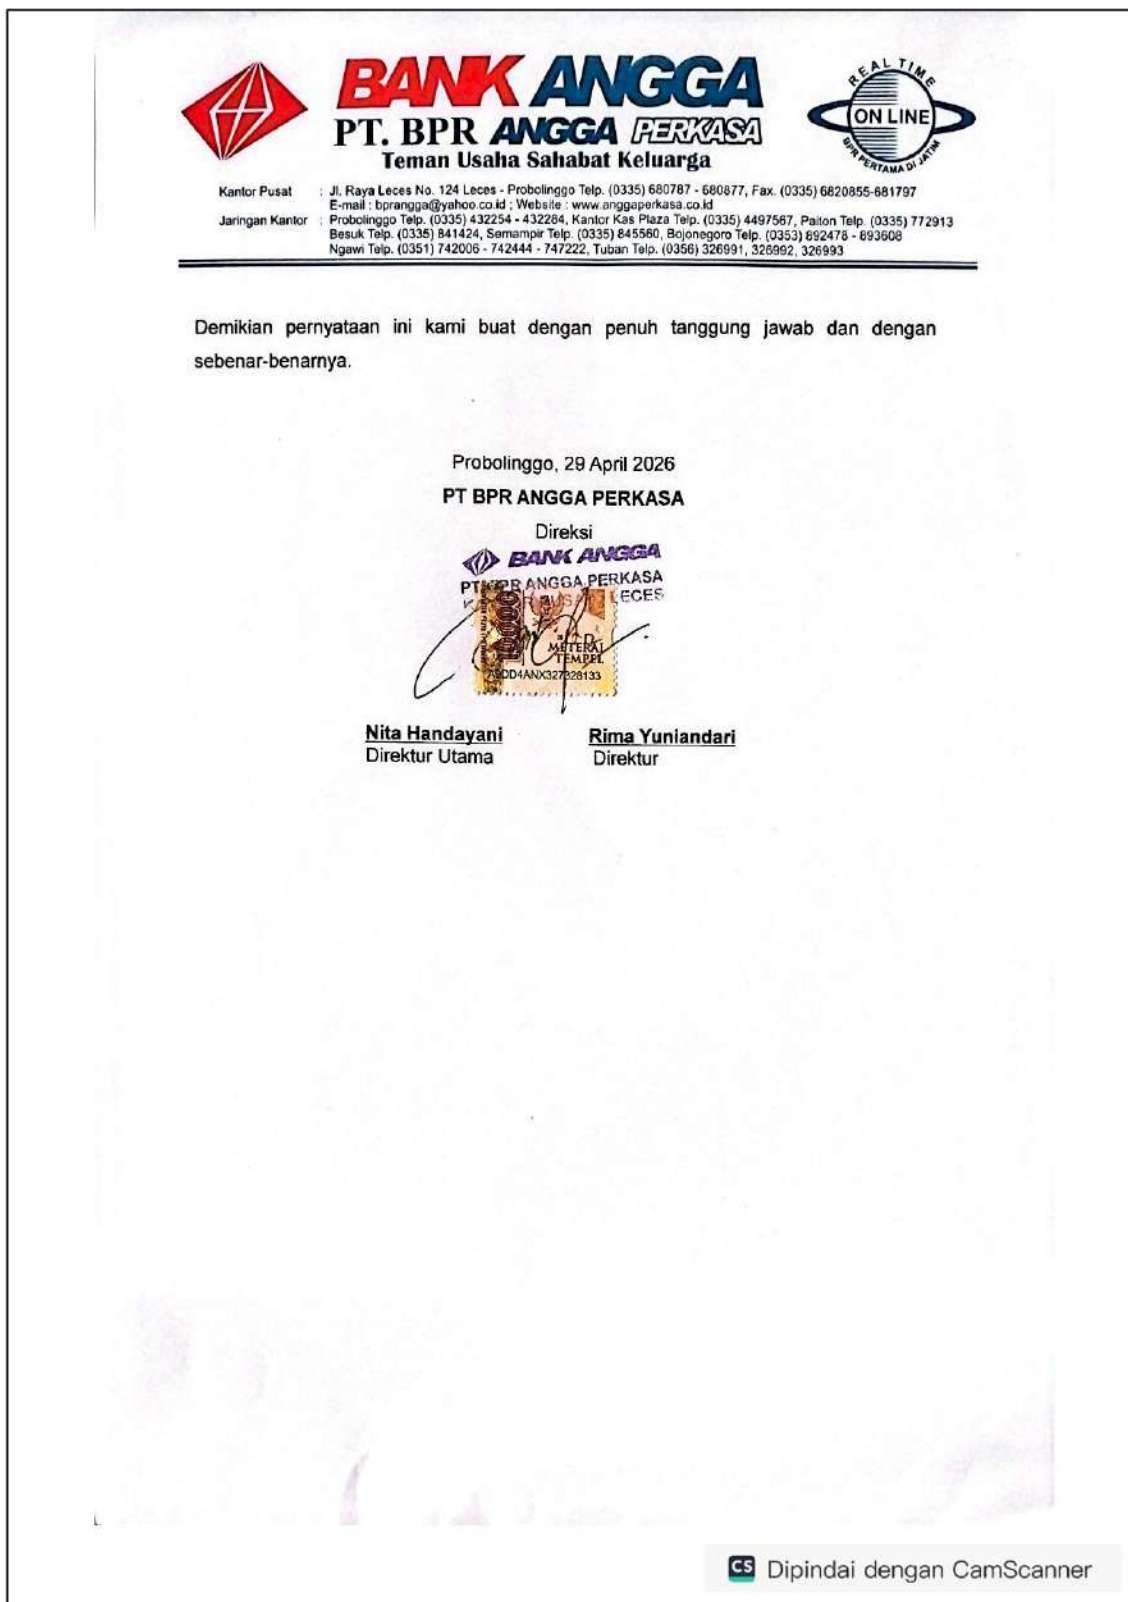 BANK ANGGA
PT. BPR ANGGA PERKASA
Teman Usaha Sahabat Keluarga
REAL TIME
ON LINE
BPR PERTAMA DI JATIM
Kantor Pusat : Jl. Raya Leces No. 124 Leces - Probolinggo Telp. (0335) 680787 - 680877, Fax. (0335) 6820855-681797
E-mail : bprangga@yahoo.co.id ; Website : www.anggaperkasa.co.id
Jaringan Kantor : Probolinggo Telp. (0335) 432254 - 432284, Kantor Kas Plaza Telp. (0335) 4497567, Paiton Telp. (0335) 772913
Besuk Telp. (0335) 841424, Semampir Telp. (0335) 845560, Bojonegoro Telp. (0353) 892478 - 893608
Ngawi Telp. (0351) 742006 - 742444 - 747222, Tuban Telp. (0356) 326991, 326992, 326993
Demikian pernyataan ini kami buat dengan penuh tanggung jawab dan dengan
sebenar-benarnya.
Probolinggo, 29 April 2026
PT BPR ANGGA PERKASA
Direksi
BANK ANGGA
PT BPR ANGGA PERKASA
LECES
10000
METERAI
TEMPEL
Nita Handayani Rima Yuniandari
Direktur Utama Direktur
CS Dipindai dengan CamScanner